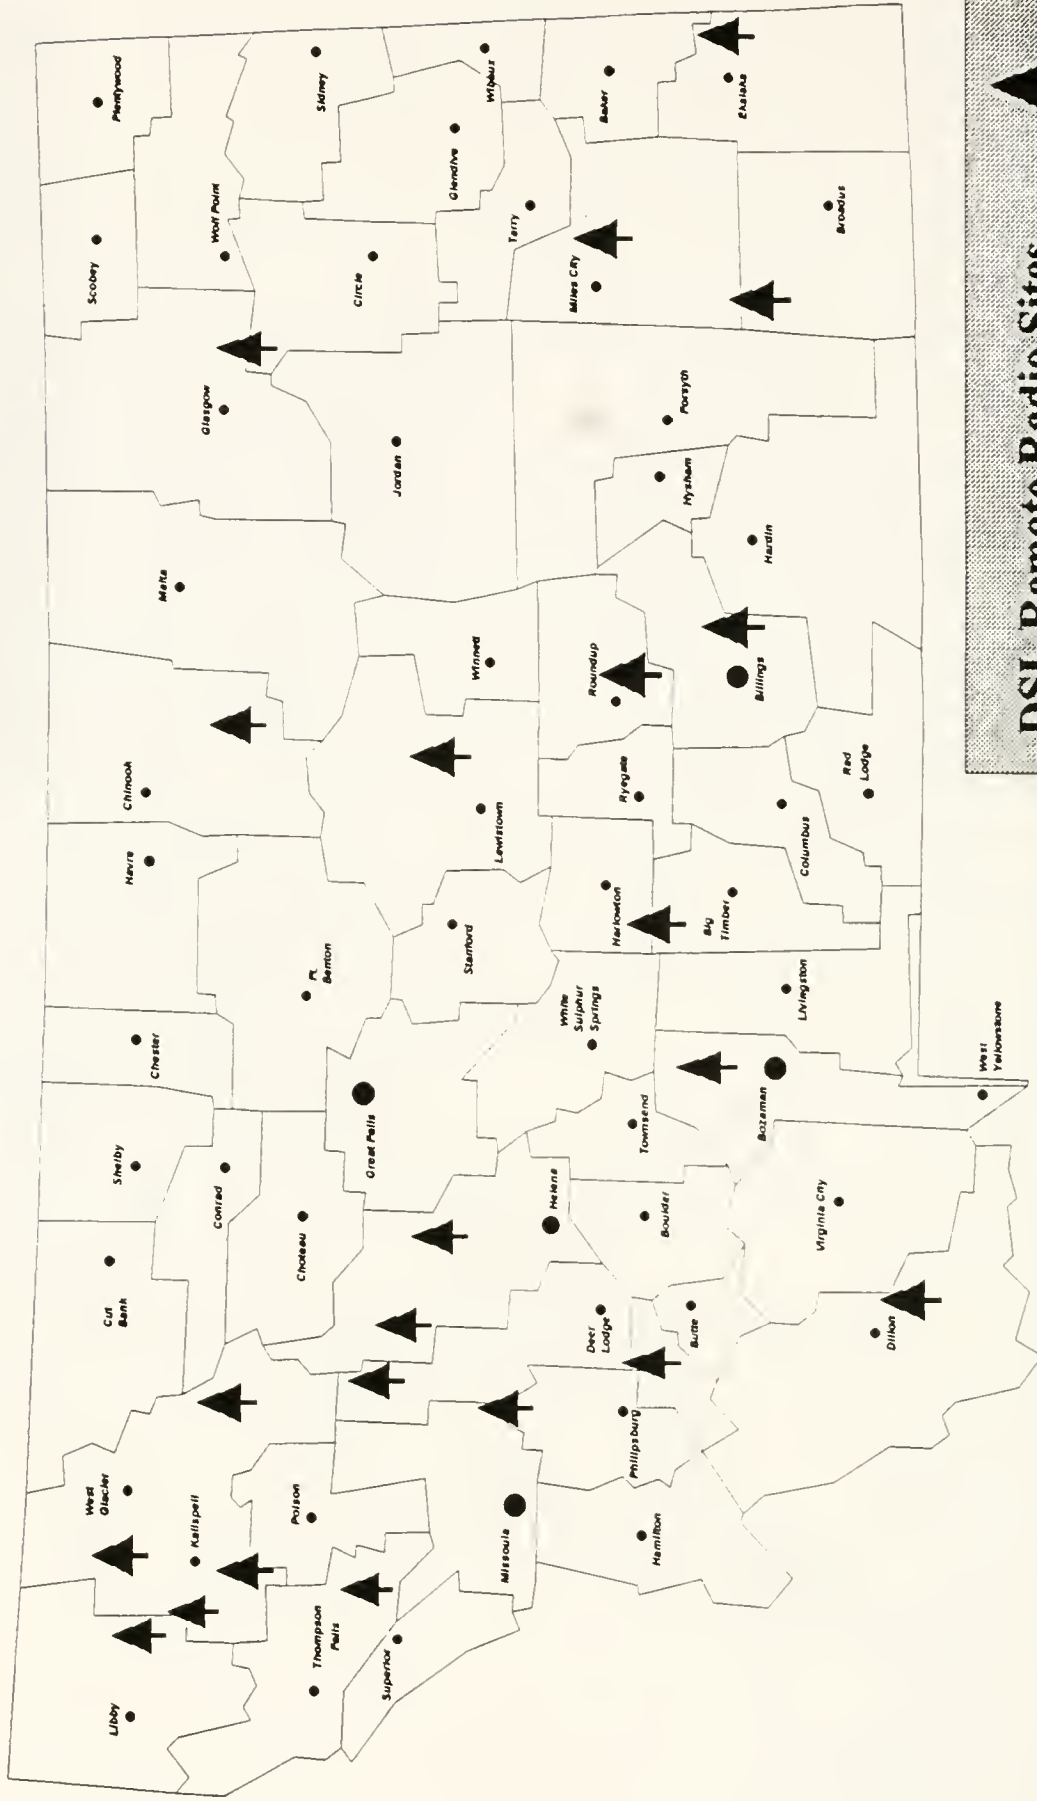 Libby
West
Glacier
Kalispell
Cut
Bank
Shelby
Chester
Havre
Chinook
Malta
Glasgow
Scobey
Plentywood
Wolf Point
Conrad
Thompson
Falls
Polson
Choteau
Ft.
Benton
Great Falls
Superior
Jordan
Circle
Sidney
Stanford
Lewistown
Winnett
Glendive
Wibaux
Missoula
Helena
Terry
Deer
Lodge
White
Sulphur
Springs
Harlowton
Ryegate
Roundup
Miles City
Baker
Hamilton
Philipsburg
Butte
Boulder
Townsend
Hysham
Forsyth
Ekalaka
Bozeman
Livingston
Big
Timber
Columbus
Billings
Hardin
Broadus
Dillon
Virginia City
Red
Lodge
West
Yellowstone
DSL Remote Radio Sites